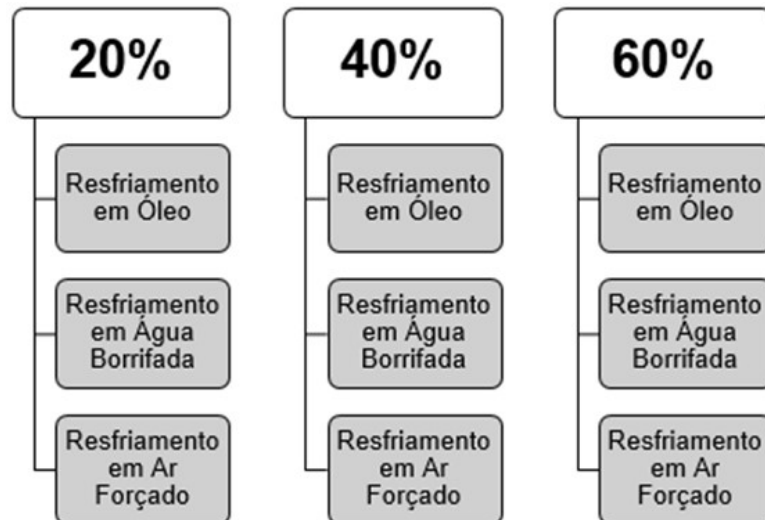 20%
Resfriamento
em Óleo
Resfriamento
em Água
Borrifada
Resfriamento
em Ar
Forçado
40%
Resfriamento
em Óleo
Resfriamento
em Água
Borrifada
Resfriamento
em Ar
Forçado
60%
Resfriamento
em Óleo
Resfriamento
em Água
Borrifada
Resfriamento
em Ar
Forçado